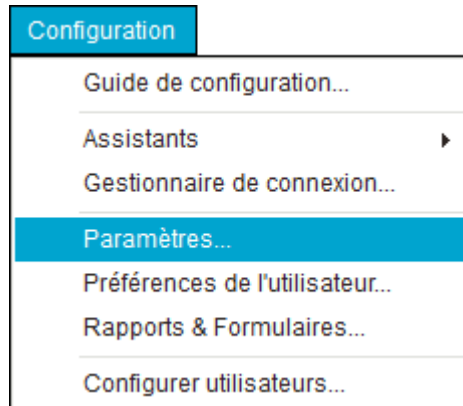 Configuration
Guide de configuration...
Assistants
Gestionnaire de connexion...
Paramètres...
Préférences de l'utilisateur...
Rapports & Formulaires...
Configurer utilisateurs...